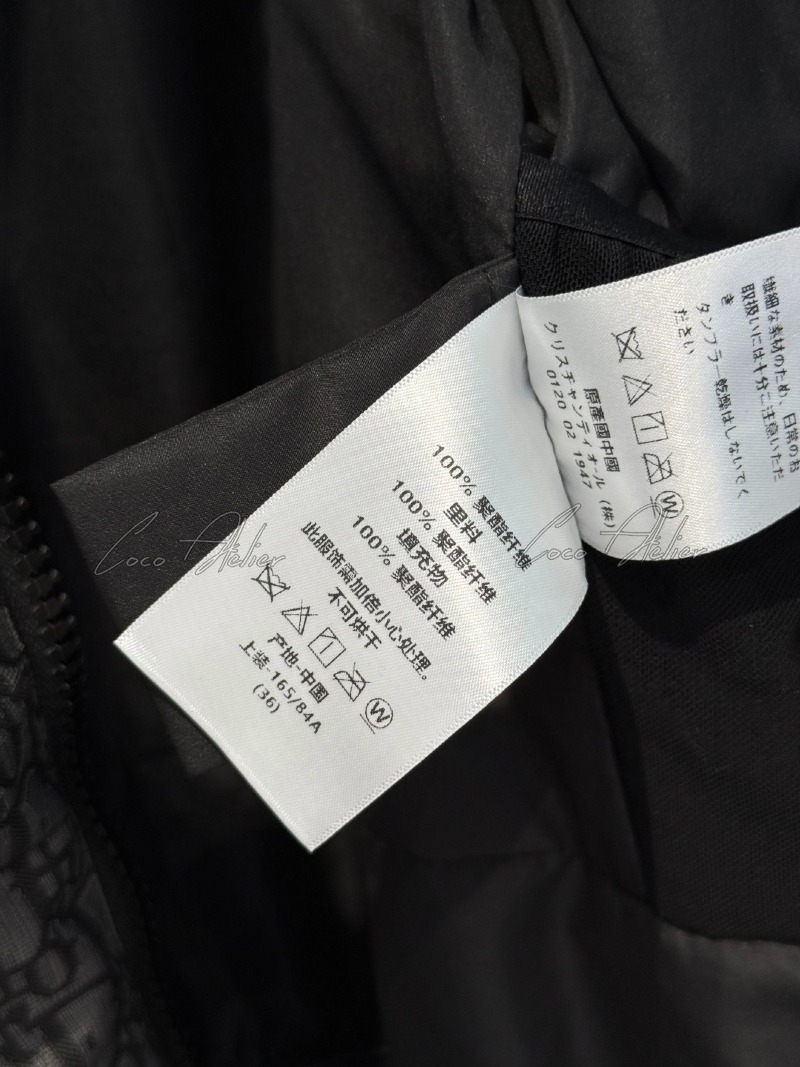 100% 聚酯纤维
里料
100% 聚酯纤维
填充物
100% 聚酯纤维
此服饰需加倍小心处理。
不可烘干
W
产地-中国
上装-165/84A
(36)
繊細な素材のため、日常のお
取扱いには十分ご注意いただ
き
タンブラー乾燥はしないでく
ださい
W
原產國中國
クリスチャンディオール (株)
0120 02 1947
Coco Atelier
Coco Atelier